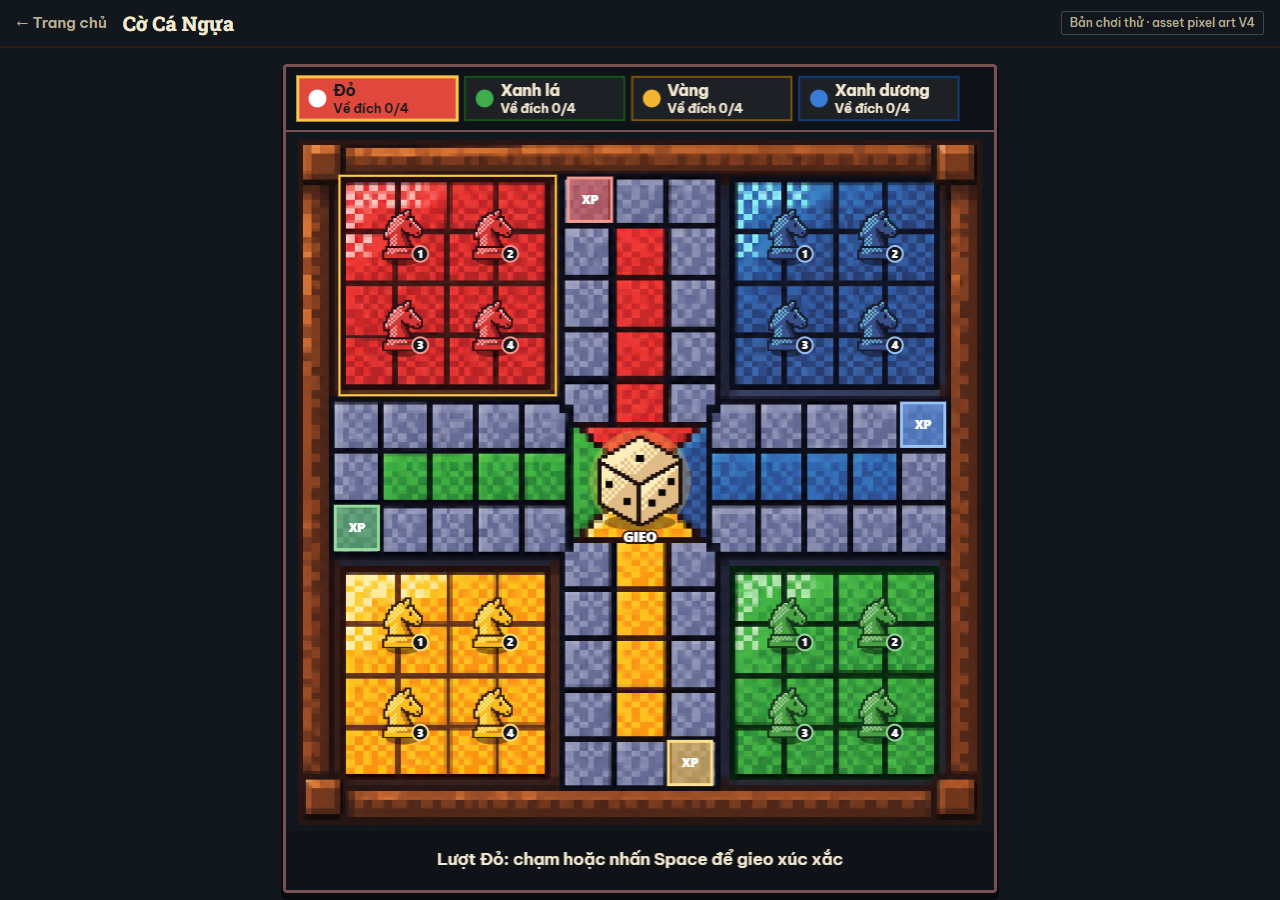 ← Trang chủ Cờ Cá Ngựa Bản chơi thử · asset pixel art V4
Đỏ Xanh lá Vàng Xanh dương
Về đích 0/4 Về đích 0/4 Về đích 0/4 Về đích 0/4
XP
1 2 1 2
3 4 3 4
XP
XP
GIEO
1 2 1 2
3 4 3 4
XP
Lượt Đỏ: chạm hoặc nhấn Space để gieo xúc xắc